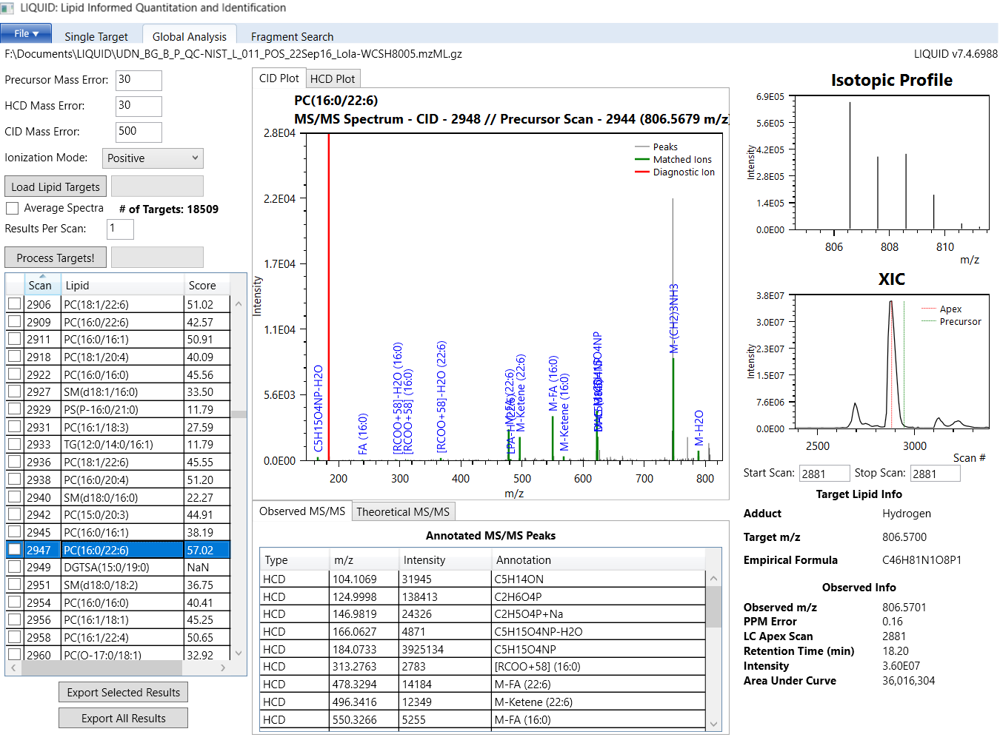 LIQUID: Lipid Informed Quantitation and Identification
File ▾ Single Target Global Analysis Fragment Search
F:\Documents\LIQUID\UDN_BG_B_P_QC-NIST_L_011_POS_22Sep16_Lola-WCSH8005.mzML.gz LIQUID v7.4.6988
Precursor Mass Error: 30
HCD Mass Error: 30
CID Mass Error: 500
Ionization Mode: Positive
Load Lipid Targets
Average Spectra # of Targets: 18509
Results Per Scan: 1
Process Targets!
Scan Lipid Score
2906 PC(18:1/22:6) 51.02
2909 PC(16:0/22:6) 42.57
2911 PC(16:0/16:1) 50.91
2918 PC(18:1/20:4) 40.09
2922 PC(16:0/16:0) 45.56
2927 SM(d18:1/16:0) 33.50
2929 PS(P-16:0/21:0) 11.79
2931 PC(16:1/18:3) 27.59
2933 TG(12:0/14:0/16:1) 11.79
2936 PC(18:1/22:6) 45.55
2938 PC(16:0/20:4) 51.20
2940 SM(d18:0/16:0) 22.27
2942 PC(15:0/20:3) 44.91
2945 PC(16:0/16:1) 38.19
2947 PC(16:0/22:6) 57.02
2949 DGTSA(15:0/19:0) NaN
2951 SM(d18:0/18:2) 36.75
2954 PC(16:0/16:0) 40.41
2956 PC(16:1/18:1) 45.25
2958 PC(16:1/22:4) 50.65
2960 PC(O-17:0/18:1) 32.92
Export Selected Results
Export All Results
CID Plot HCD Plot
PC(16:0/22:6)
MS/MS Spectrum - CID - 2948 // Precursor Scan - 2944 (806.5679 m/z)
2.8E04
2.2E04
1.7E04
1.1E04
5.6E03
0.0E00
Intensity
Peaks
Matched Ions
Diagnostic Ion
C5H15O4NP-H2O
FA (16:0)
[RCOO+58]-H2O (16:0)
[RCOO+58] (16:0)
[RCOO+58]-H2O (22:6)
M-Ketene (22:6)
M-FA (16:0)
M-Ketene (16:0)
M-(CH2)3NH3
M-H2O
200 300 400 500 600 700 800
m/z
Observed MS/MS Theoretical MS/MS
Annotated MS/MS Peaks
Type m/z Intensity Annotation
HCD 104.1069 31945 C5H14ON
HCD 124.9998 138413 C2H6O4P
HCD 146.9819 24326 C2H5O4P+Na
HCD 166.0627 4871 C5H15O4NP-H2O
HCD 184.0733 3925134 C5H15O4NP
HCD 313.2763 2783 [RCOO+58] (16:0)
HCD 478.3294 14184 M-FA (22:6)
HCD 496.3416 12349 M-Ketene (22:6)
HCD 550.3266 5255 M-FA (16:0)
Isotopic Profile
6.9E05
5.6E05
4.2E05
2.8E05
1.4E05
0.0E00
Intensity
806 808 810
m/z
XIC
3.8E07
3.0E07
2.3E07
1.5E07
7.6E06
0.0E00
Intensity
Apex
Precursor
2500 3000
Scan #
Start Scan: 2881 Stop Scan: 2881
Target Lipid Info
Adduct Hydrogen
Target m/z 806.5700
Empirical Formula C46H81N1O8P1
Observed Info
Observed m/z 806.5701
PPM Error 0.16
LC Apex Scan 2881
Retention Time (min) 18.20
Intensity 3.60E07
Area Under Curve 36,016,304